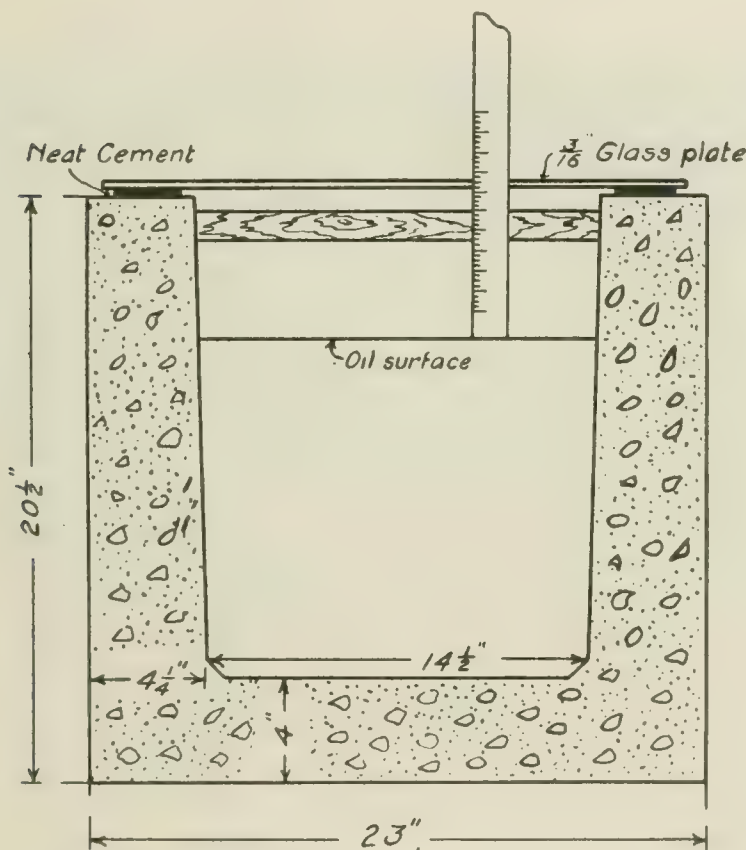 Neat Cement
3/16" Glass plate
Oil surface
20 1/2"
14 1/2"
4 1/4"
4"
23"